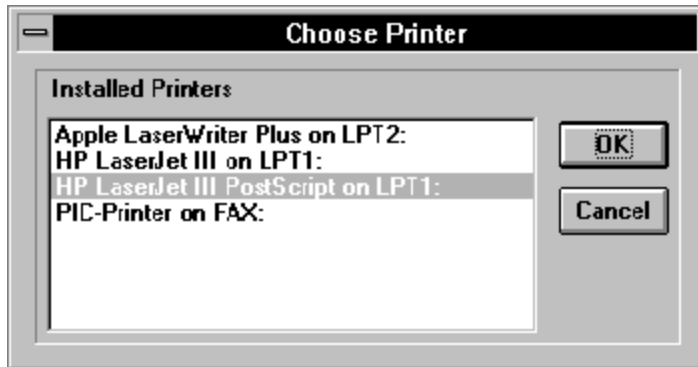 Choose Printer
Installed Printers
Apple LaserWriter Plus on LPT2:
HP LaserJet III on LPT1:
HP LaserJet III PostScript on LPT1:
PIC-Printer on FAX:
OK
Cancel